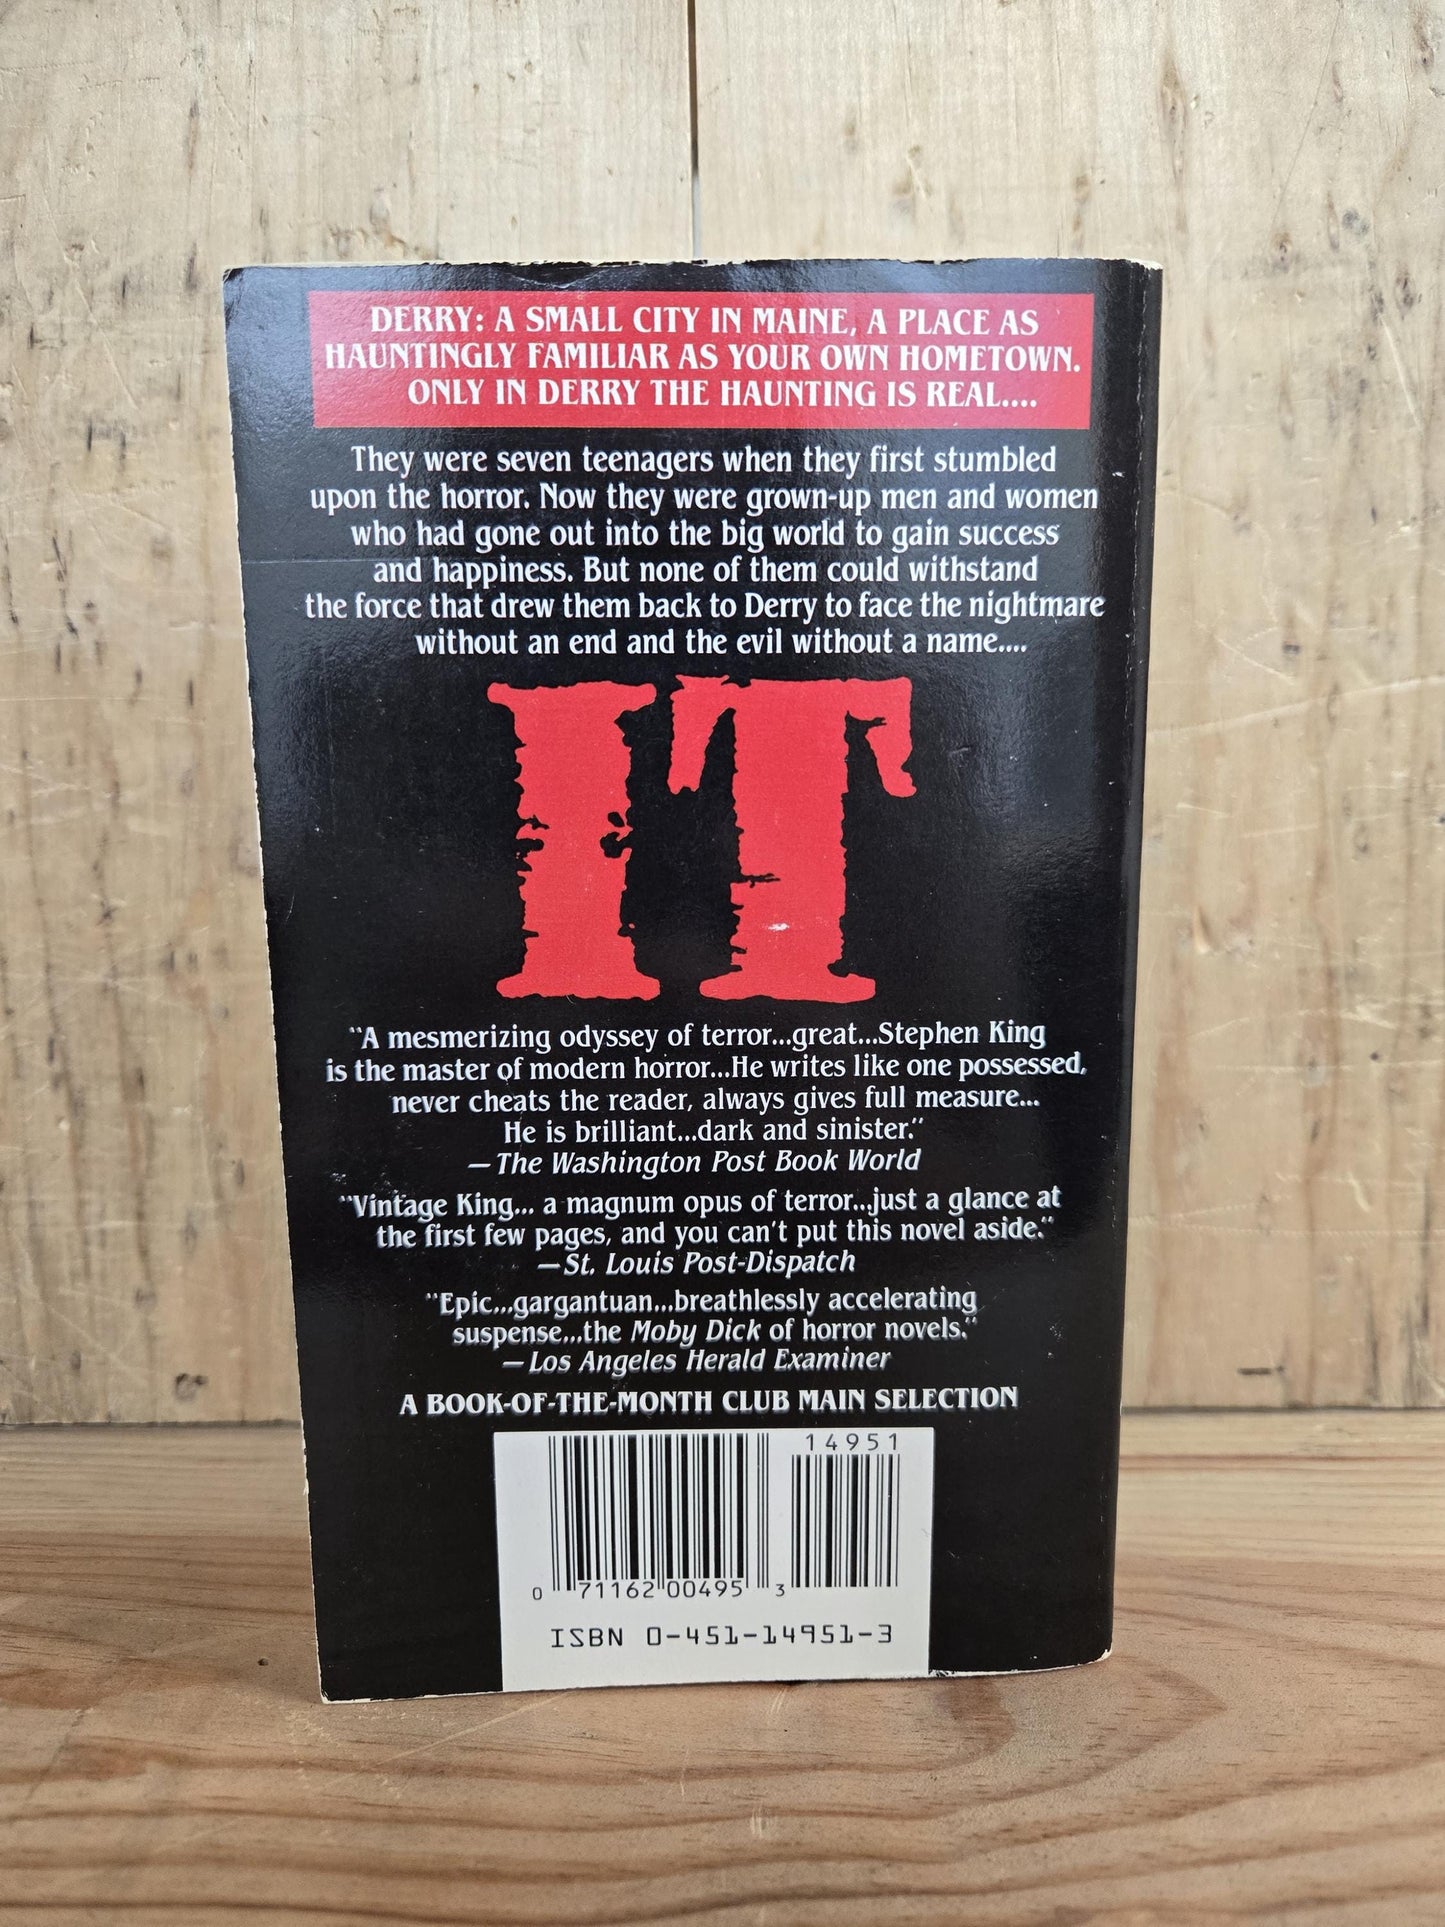 DERRY: A SMALL CITY IN MAINE, A PLACE AS
HAUNTINGLY FAMILIAR AS YOUR OWN HOMETOWN.
ONLY IN DERRY THE HAUNTING IS REAL....
They were seven teenagers when they first stumbled
upon the horror. Now they were grown-up men and women
who had gone out into the big world to gain success
and happiness. But none of them could withstand
the force that drew them back to Derry to face the nightmare
without an end and the evil without a name....
IT
"A mesmerizing odyssey of terror...great...Stephen King
is the master of modern horror...He writes like one possessed,
never cheats the reader, always gives full measure...
He is brilliant...dark and sinister."
—The Washington Post Book World
"Vintage King... a magnum opus of terror...just a glance at
the first few pages, and you can't put this novel aside."
—St. Louis Post-Dispatch
"Epic...gargantuan...breathlessly accelerating
suspense...the Moby Dick of horror novels."
—Los Angeles Herald Examiner
A BOOK-OF-THE-MONTH CLUB MAIN SELECTION
14951
0 71162 00495 3
ISBN 0-451-14951-3